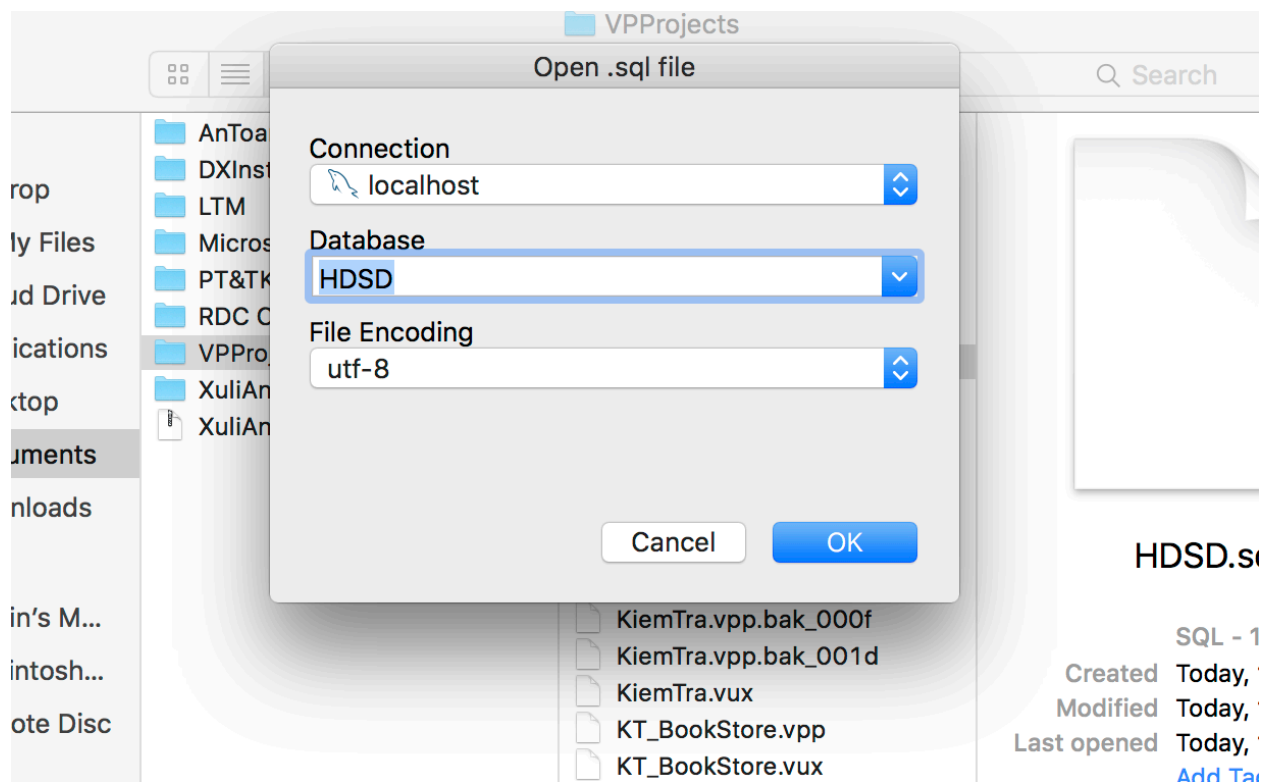 VPProjects
Open .sql file
Search
Connection
localhost
Database
HDSD
File Encoding
utf-8
Cancel
OK
rop
y Files
ud Drive
ications
ktop
uments
nloads
in's M...
intosh...
ote Disc
AnToa
DXInst
LTM
Micros
PT&TK
RDC C
VPProj
XuliAn
XuliAn
KiemTra.vpp.bak_000f
KiemTra.vpp.bak_001d
KiemTra.vux
KT_BookStore.vpp
KT_BookStore.vux
HDSD.s
SQL - 1
Created Today,
Modified Today,
Last opened Today,
Add Ta